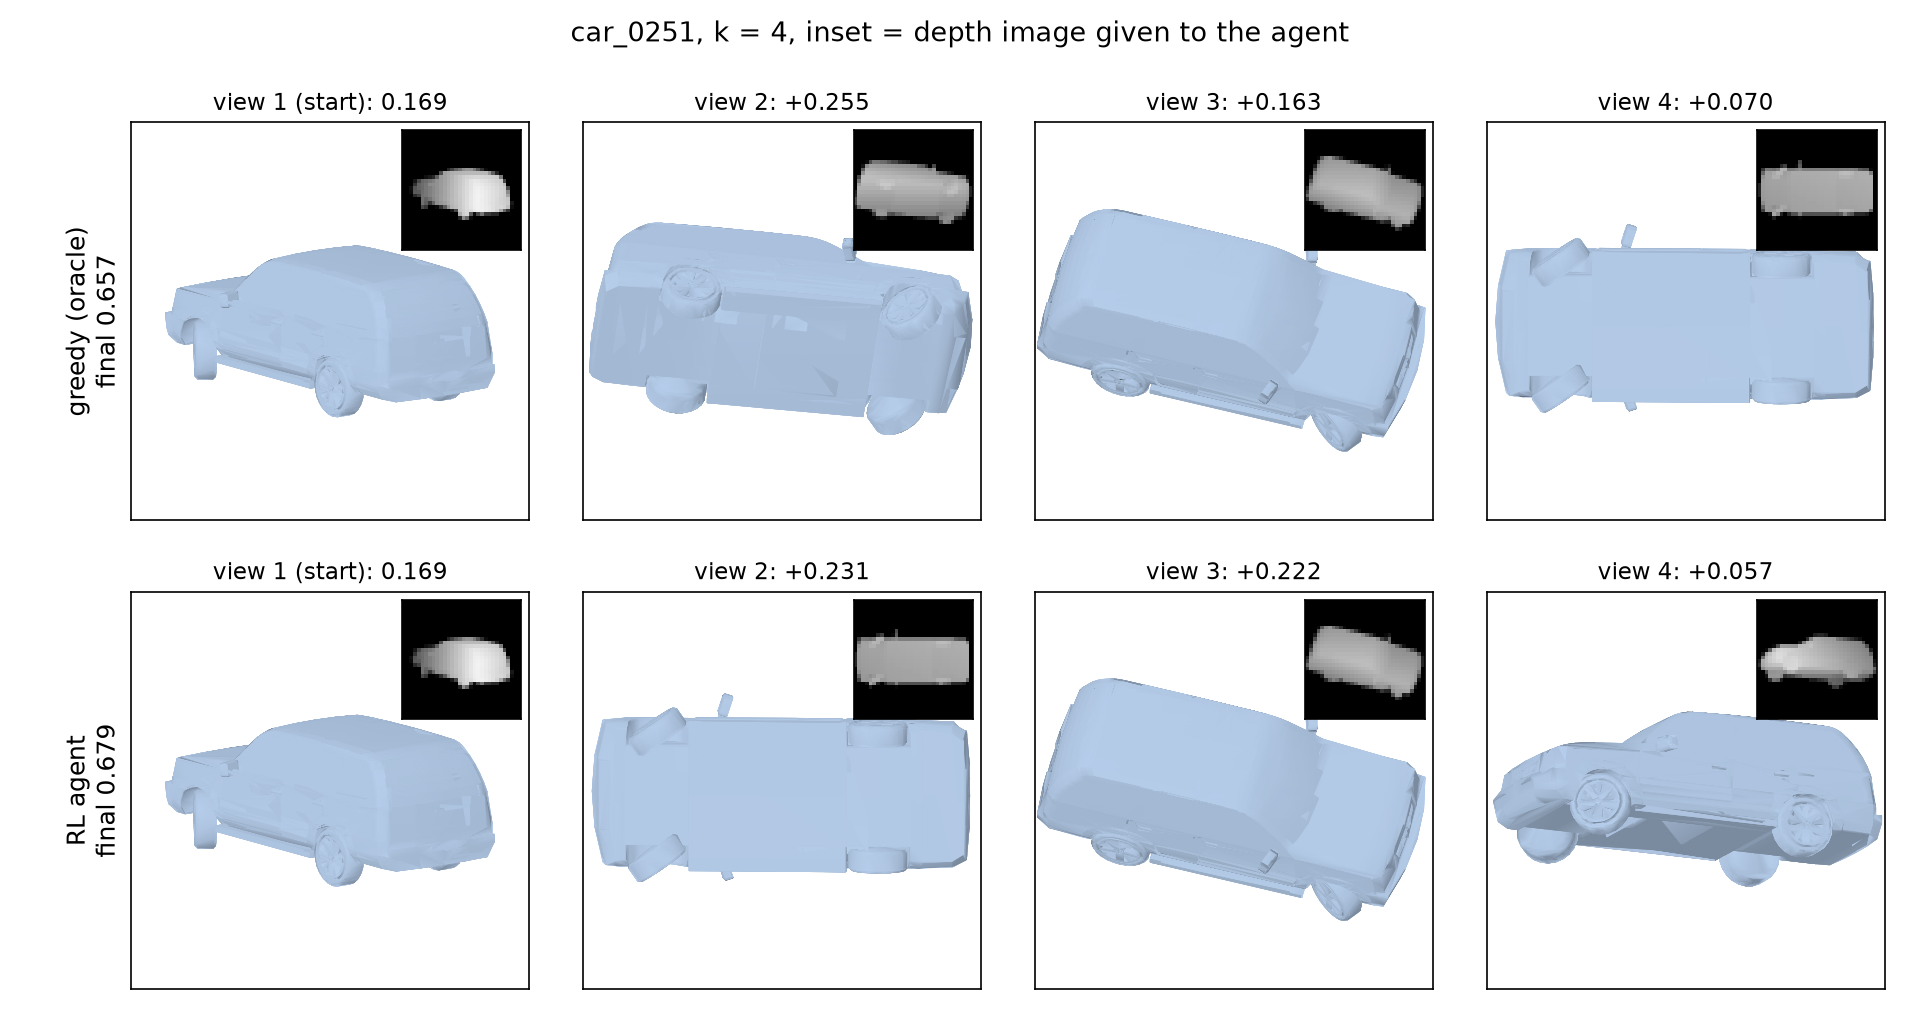 car_0251, k = 4, inset = depth image given to the agent
greedy (oracle)
final 0.657
view 1 (start): 0.169
view 2: +0.255
view 3: +0.163
view 4: +0.070
RL agent
final 0.679
view 1 (start): 0.169
view 2: +0.231
view 3: +0.222
view 4: +0.057